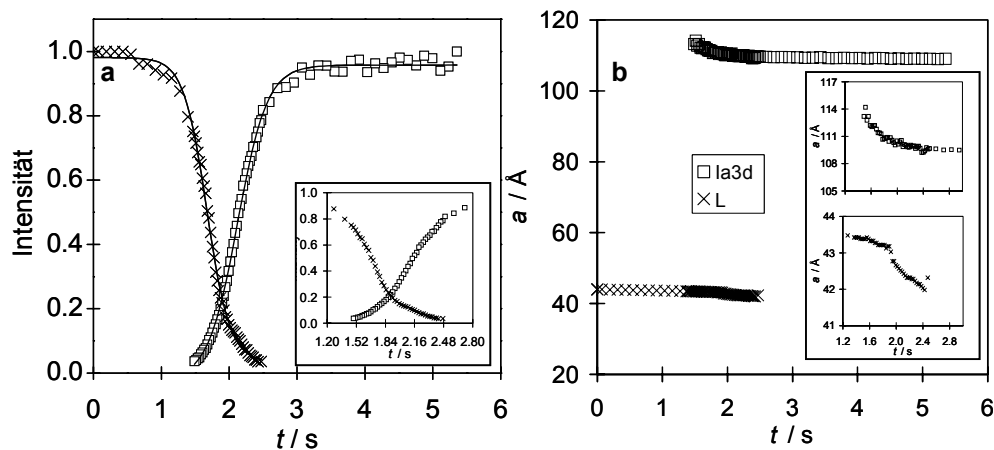 a
Intensität
1.0
0.8
0.6
0.4
0.2
0.0
0 1 2 3 4 5 6
t / s
1.0
0.8
0.6
0.4
0.2
0.0
1.20 1.52 1.84 2.16 2.48 2.80
t / s
b
a / Å
120
100
80
60
40
20
0 1 2 3 4 5 6
t / s
Ia3d
L
a / Å
117
114
111
108
105
a / Å
44
43
42
41
1.2 1.6 2.0 2.4 2.8
t / s